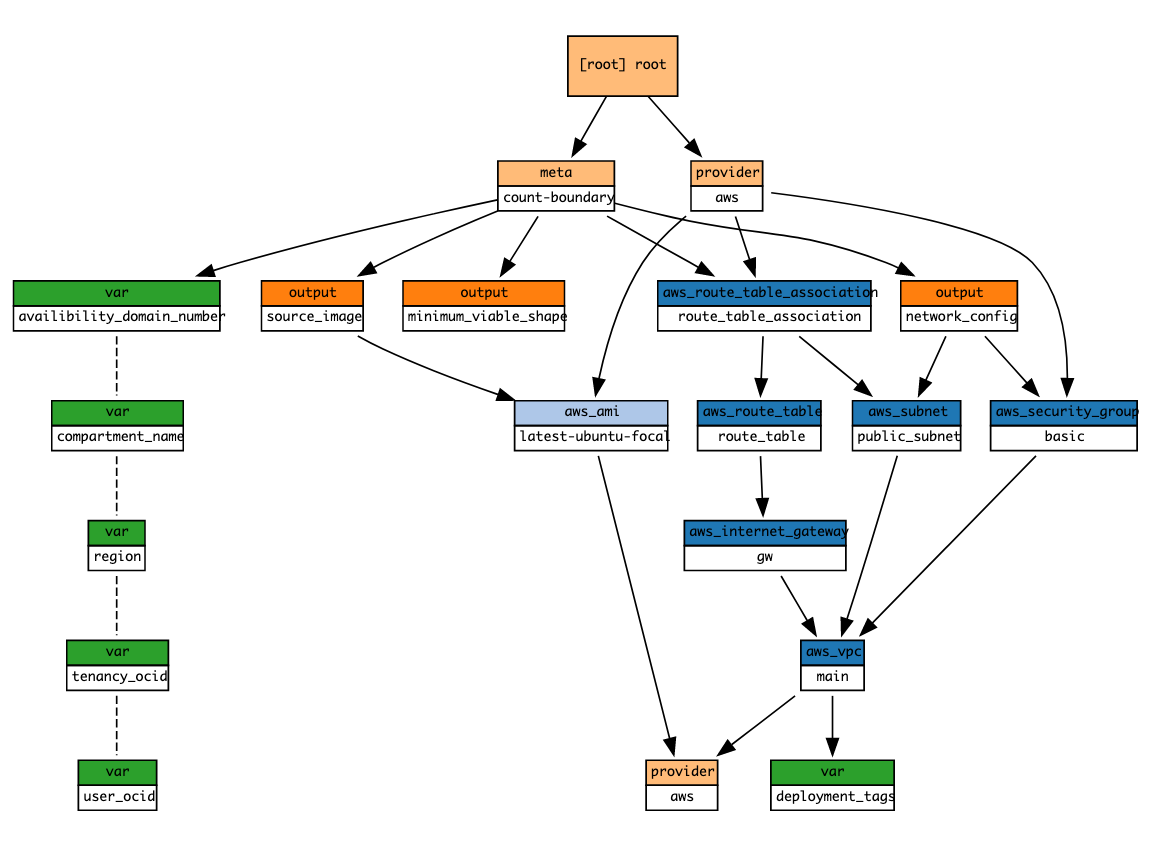 [root] root
meta
count-boundary
provider
aws
var
availibility_domain_number
output
source_image
output
minimum_viable_shape
aws_route_table_association
route_table_association
output
network_config
var
compartment_name
aws_ami
latest-ubuntu-focal
aws_route_table
route_table
aws_subnet
public_subnet
aws_security_group
basic
var
region
aws_internet_gateway
gw
var
tenancy_ocid
aws_vpc
main
var
user_ocid
provider
aws
var
deployment_tags